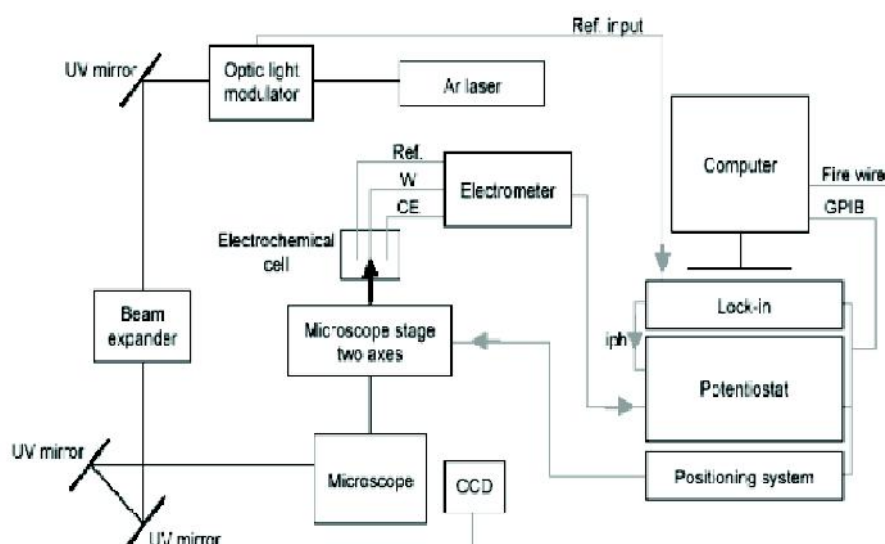 Ref. input
UV mirror
Optic light
modulator
Ar laser
Computer
Fire wire
GPIB
Ref.
W
CE
Electrometer
Electrochemical
cell
Beam
expander
Microscope stage
two axes
Lock-in
iph
Potentiostat
UV mirror
Microscope
CCD
Positioning system
UV mirror